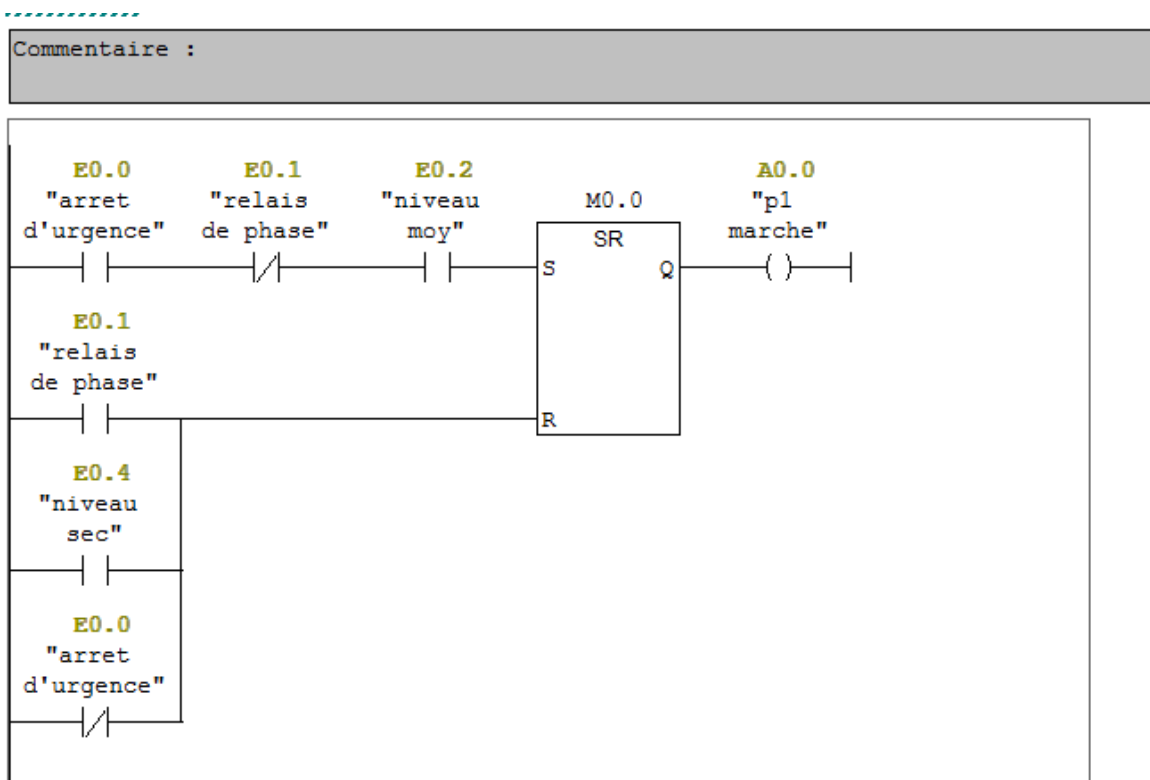 Commentaire :
E0.0 E0.1 E0.2 A0.0
"arret "relais "niveau M0.0 "p1
d'urgence" de phase" moy" marche"
SR
S Q
E0.1
"relais
de phase"
R
E0.4
"niveau
sec"
E0.0
"arret
d'urgence"